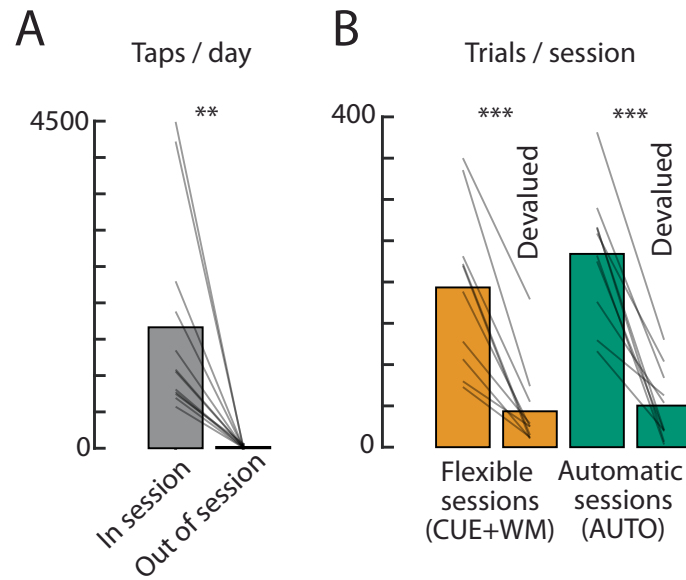 A
Taps / day
4500
**
0
In session
Out of session
B
Trials / session
400
***
***
Devalued
Devalued
0
Flexible
sessions
(CUE+WM)
Automatic
sessions
(AUTO)